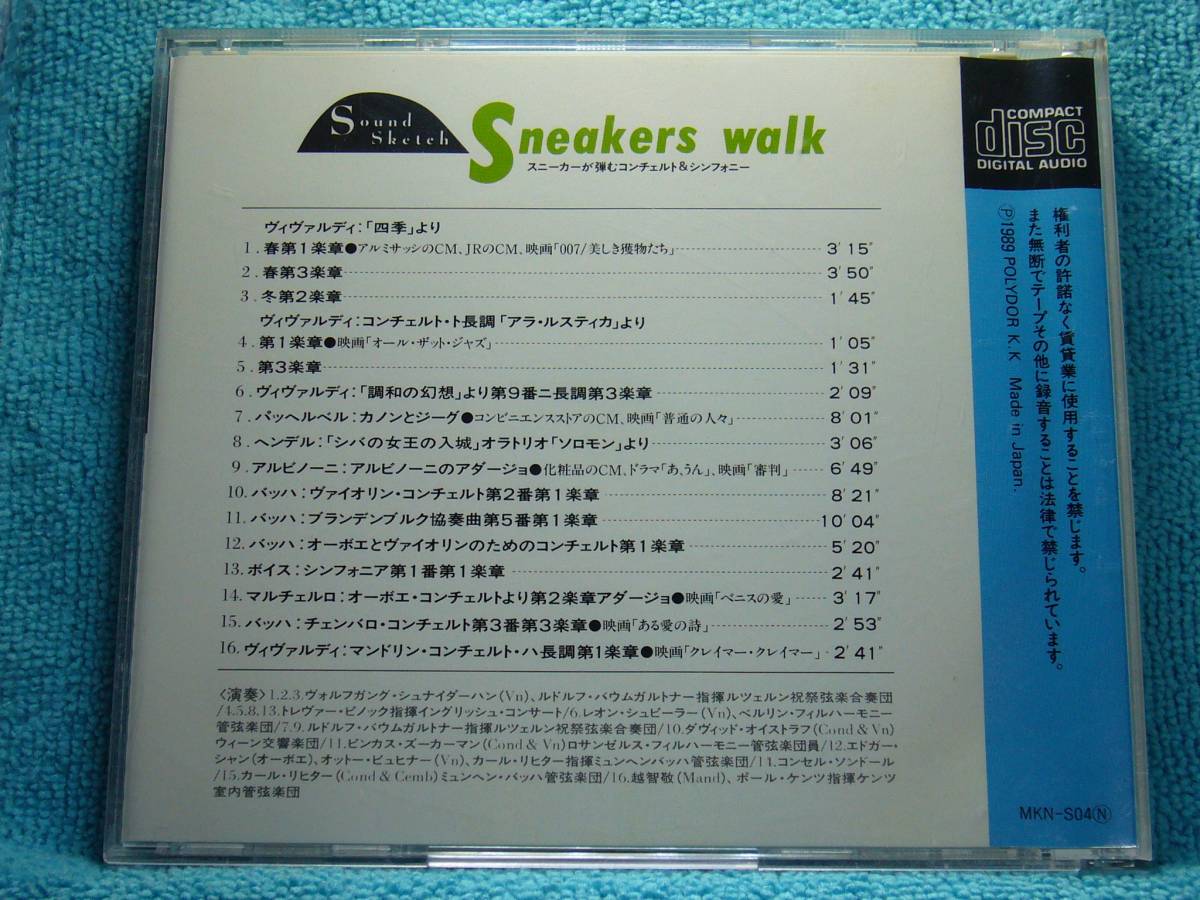 Sound
Sketch
Sneakers walk
スニーカーが弾むコンチェルト&シンフォニー
ヴィヴァルディ:「四季」より
1.春第1楽章●アルミサッシのCM、JRのCM、映画「007/美しき獲物たち」 3′15″
2.春第3楽章 3′50″
3.冬第2楽章 1′45″
ヴィヴァルディ:コンチェルト・ト長調「アラ・ルスティカ」より
4.第1楽章●映画「オール・ザット・ジャズ」 1′05″
5.第3楽章 1′31″
6.ヴィヴァルディ:「調和の幻想」より第9番ニ長調第3楽章 2′09″
7.パッヘルベル:カノンとジーグ●コンビニエンスストアのCM、映画「普通の人々」 8′01″
8.ヘンデル:「シバの女王の入城」オラトリオ「ソロモン」より 3′06″
9.アルビノーニ:アルビノーニのアダージョ●化粧品のCM、ドラマ「あ、うん」、映画「審判」 6′49″
10.バッハ:ヴァイオリン・コンチェルト第2番第1楽章 8′21″
11.バッハ:ブランデンブルク協奏曲第5番第1楽章 10′04″
12.バッハ:オーボエとヴァイオリンのためのコンチェルト第1楽章 5′20″
13.ボイス:シンフォニア第1番第1楽章 2′41″
14.マルチェルロ:オーボエ・コンチェルトより第2楽章アダージョ●映画「ベニスの愛」 3′17″
15.バッハ:チェンバロ・コンチェルト第3番第3楽章●映画「ある愛の詩」 2′53″
16.ヴィヴァルディ:マンドリン・コンチェルト・ハ長調第1楽章●映画「クレイマー・クレイマー」 2′41″
〈演奏〉1.2.3.ヴォルフガング・シュナイダーハン(Vn)、ルドルフ・バウムガルトナー指揮ルツェルン祝祭弦楽合奏団
/4.5.8.13.トレヴァー・ピノック指揮イングリッシュ・コンサート/6.レオン・シュピーラー(Vn)、ベルリン・フィルハーモニー
管弦楽団/7.9.ルドルフ・バウムガルトナー指揮ルツェルン祝祭弦楽合奏団/10.ダヴィッド・オイストラフ(Cond & Vn)
ウィーン交響楽団/11.ピンカス・ズーカーマン(Cond & Vn)ロサンゼルス・フィルハーモニー管弦楽団員/12.エドガー・
シャン(オーボエ)、オットー・ビュヒナー(Vn)、カール・リヒター指揮ミュンヘンバッハ管弦楽団/14.コンセル・ソンドール
/15.カール・リヒター(Cond & Cemb)ミュンヘン・バッハ管弦楽団/16.越智敬(Mand)、ポール・ケンツ指揮ケンツ
室内管弦楽団
COMPACT
disc
DIGITAL AUDIO
権利者の許諾なく賃貸業に使用することを禁じます。
また無断でテープその他に録音することは法律で禁じられています。
Ⓟ1989 POLYDOR K.K. Made in Japan.
MKN-S04Ⓝ